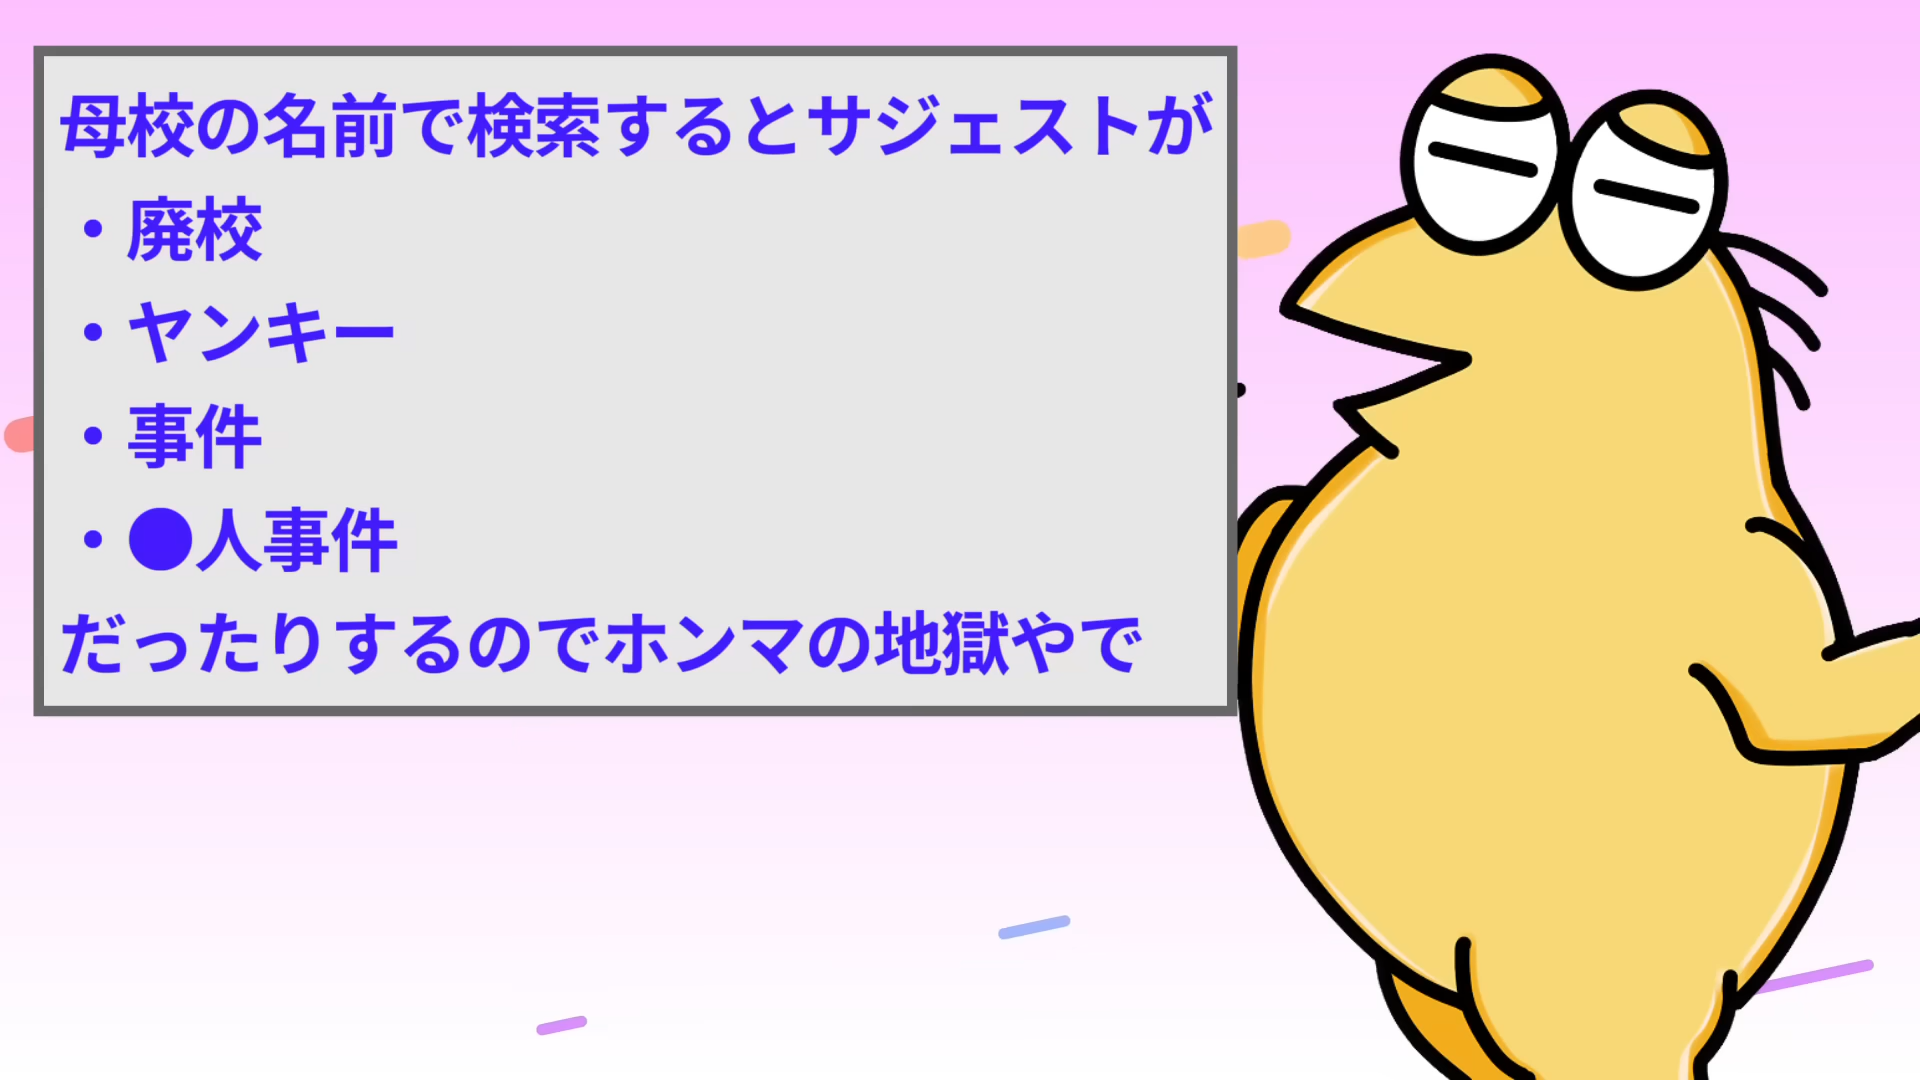 母校の名前で検索するとサジェストが
・廃校
・ヤンキー
・事件
・●人事件
だったりするのでホンマの地獄やで